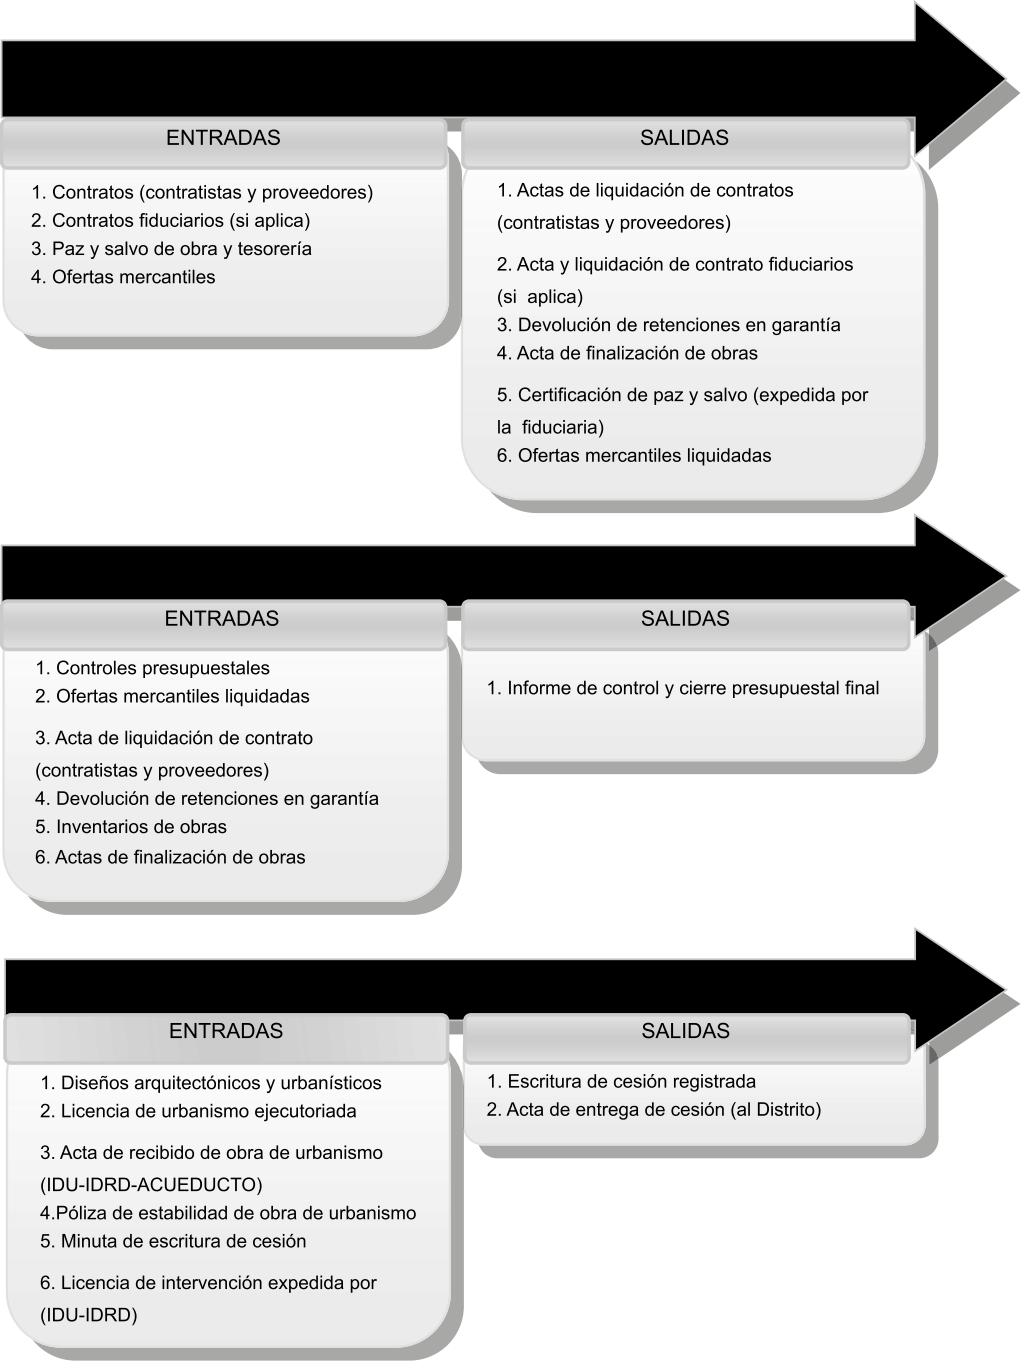 ENTRADAS
1. Contratos (contratistas y proveedores)
2. Contratos fiduciarios (si aplica)
3. Paz y salvo de obra y tesorería
4. Ofertas mercantiles
SALIDAS
1. Actas de liquidación de contratos
(contratistas y proveedores)
2. Acta y liquidación de contrato fiduciarios
(si  aplica)
3. Devolución de retenciones en garantía
4. Acta de finalización de obras
5. Certificación de paz y salvo (expedida por
la  fiduciaria)
6. Ofertas mercantiles liquidadas
ENTRADAS
1. Controles presupuestales
2. Ofertas mercantiles liquidadas
3. Acta de liquidación de contrato
(contratistas y proveedores)
4. Devolución de retenciones en garantía
5. Inventarios de obras
6. Actas de finalización de obras
SALIDAS
1. Informe de control y cierre presupuestal final
ENTRADAS
1. Diseños arquitectónicos y urbanísticos
2. Licencia de urbanismo ejecutoriada
3. Acta de recibido de obra de urbanismo
(IDU-IDRD-ACUEDUCTO)
4.Póliza de estabilidad de obra de urbanismo
5. Minuta de escritura de cesión
6. Licencia de intervención expedida por
(IDU-IDRD)
SALIDAS
1. Escritura de cesión registrada
2. Acta de entrega de cesión (al Distrito)